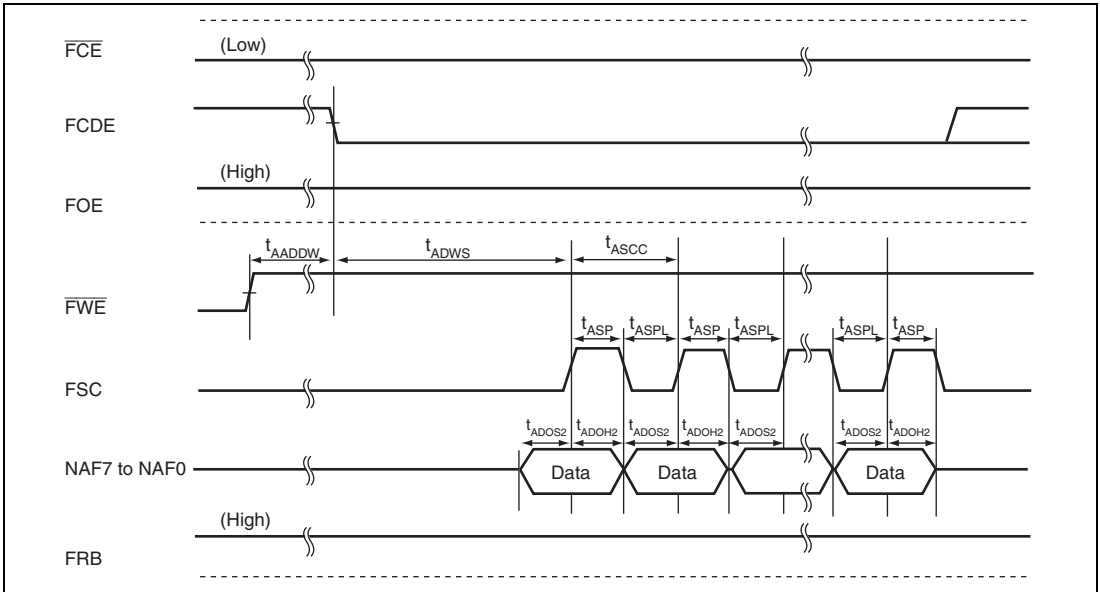 FCE
(Low)
FCDE
(High)
FOE
tAADDW tADWS tASCC
FWE
tASP tASPL tASP tASPL tASPL tASP
FSC
tADOS2 tADOH2 tADOS2 tADOH2 tADOS2 tADOS2 tADOH2
NAF7 to NAF0
Data Data Data
(High)
FRB